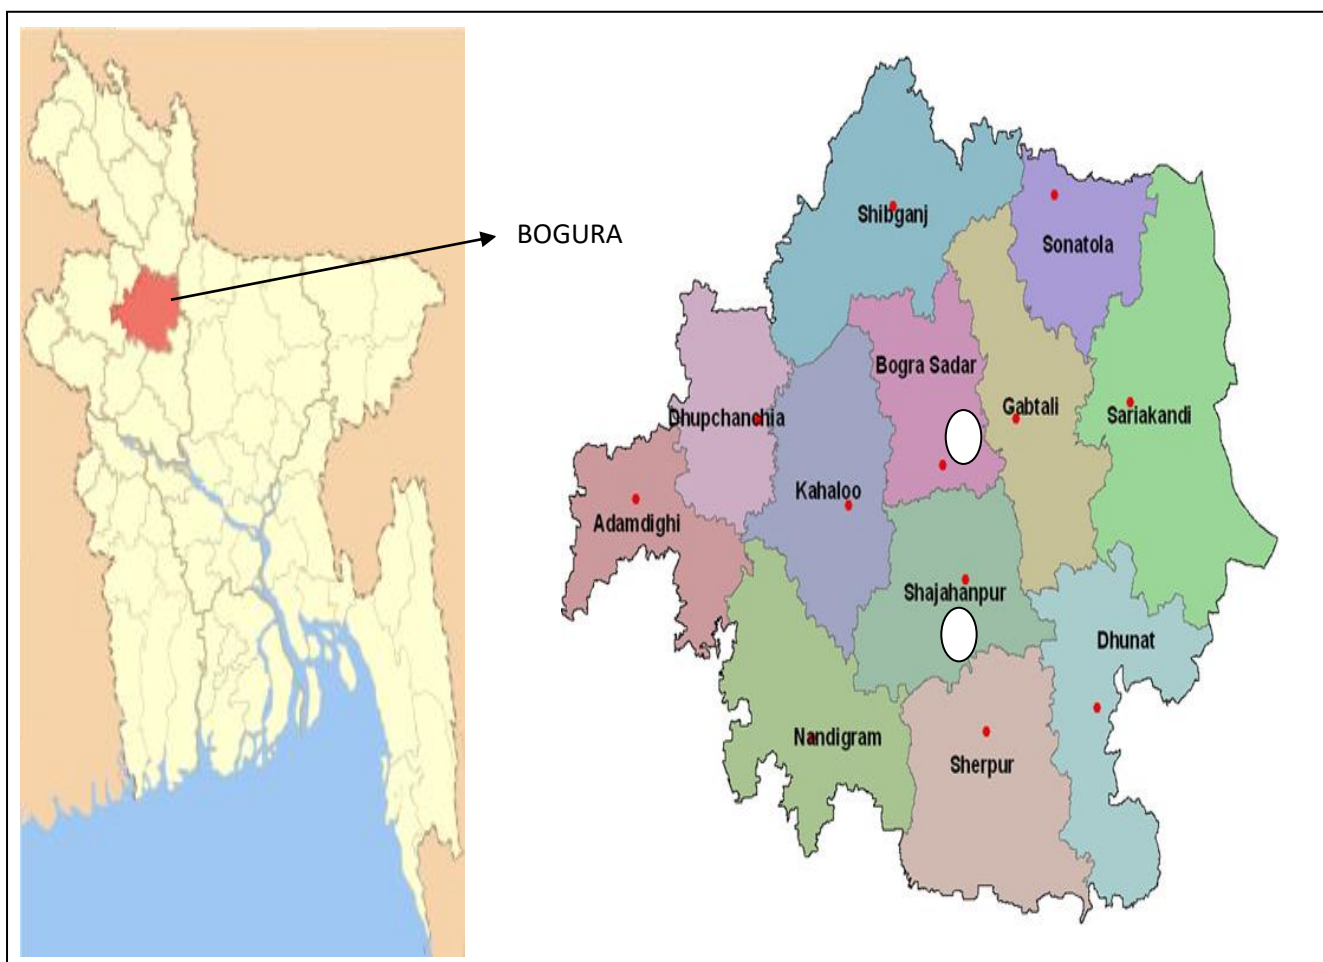 BOGURA
Shibganj
Sonatola
Bogra Sadar
Gabtali
Sariakandi
Dhupchanchia
Kahaloo
Adamdighi
Shajahanpur
Dhunat
Nandigram
Sherpur